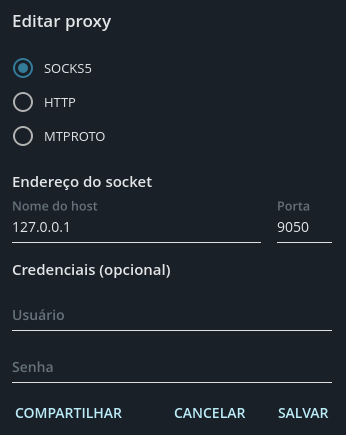 Editar proxy
SOCKS5
HTTP
MTPROTO
Endereço do socket
Nome do host Porta
127.0.0.1 9050
Credenciais (opcional)
Usuário
Senha
COMPARTILHAR CANCELAR SALVAR